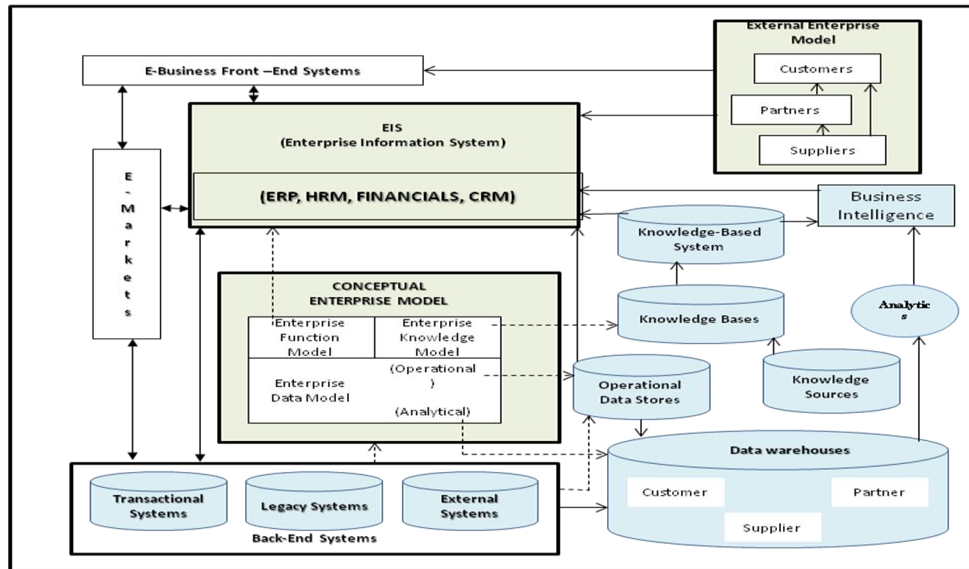 External Enterprise
Model
Customers
Partners
Suppliers
E-Business Front –End Systems
EIS
(Enterprise Information System)
(ERP, HRM, FINANCIALS, CRM)
E
-
M
a
r
k
e
t
s
Business
Intelligence
Knowledge-Based
System
CONCEPTUAL
ENTERPRISE MODEL
Enterprise
Function
Model
Enterprise
Knowledge
Model
Enterprise
Data Model
(Operational
)
(Analytical)
Knowledge Bases
Analytic
s
Operational
Data Stores
Knowledge
Sources
Data warehouses
Customer
Partner
Supplier
Transactional
Systems
Legacy Systems
External
Systems
Back-End Systems